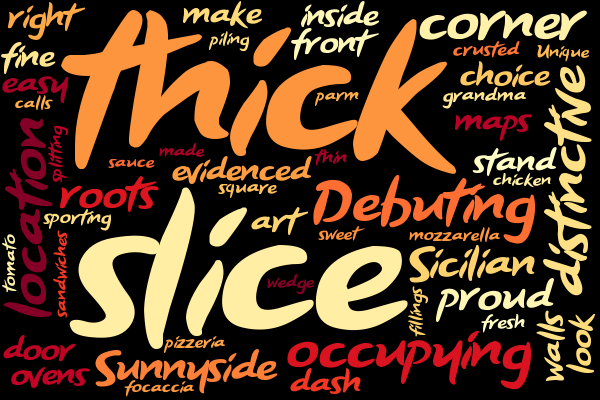 right
make
inside
corner
piling
front
crusted
Unique
fine
thick
choice
easy
parm
grandma
calls
maps
distinctive
location
splitting
sauce
made
evidenced
thin
stand
square
chicken
roots
sporting
art
Debuting
sweet
mozzarella
tomato
sandwiches
slice
wedge
Sicilian
proud
fillings
fresh
walls
look
pizzeria
door
ovens
Sunnyside
focaccia
occupying
dash